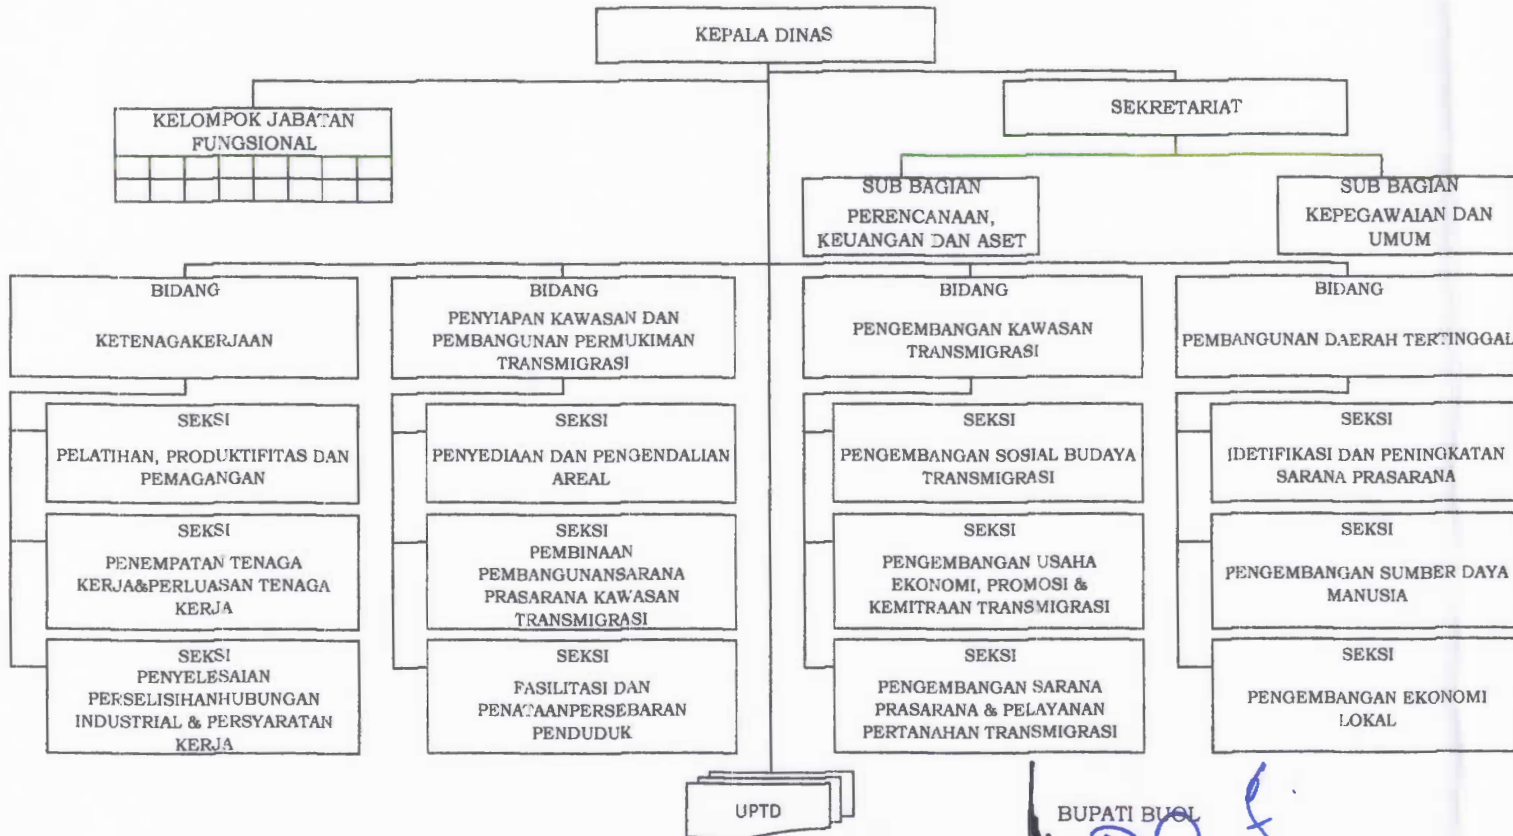 KEPALA DINAS
KELOMPOK JABATAN
FUNGSIONAL
SEKRETARIAT
SUB BAGIAN
PERENCANAAN,
KEUANGAN DAN ASET
SUB BAGIAN
KEPEGAWAIAN DAN
UMUM
BIDANG
KETENAGAKERJAAN
BIDANG
PENYIAPAN KAWASAN DAN
PEMBANGUNAN PERMUKIMAN
TRANSMIGRASI
BIDANG
PENGEMBANGAN KAWASAN
TRANSMIGRASI
BIDANG
PEMBANGUNAN DAERAH TERTINGGAL
SEKSI
PELATIHAN, PRODUKTIFITAS DAN
PEMAGANGAN
SEKSI
PENYEDIAAN DAN PENGENDALIAN
AREAL
SEKSI
PENGEMBANGAN SOSIAL BUDAYA
TRANSMIGRASI
SEKSI
IDETIFIKASI DAN PENINGKATAN
SARANA PRASARANA
SEKSI
PENEMPATAN TENAGA
KERJA&PERLUASAN TENAGA
KERJA
SEKSI
PEMBINAAN
PEMBANGUNANSARANA
PRASARANA KAWASAN
TRANSMIGRASI
SEKSI
PENGEMBANGAN USAHA
EKONOMI, PROMOSI &
KEMITRAAN TRANSMIGRASI
SEKSI
PENGEMBANGAN SUMBER DAYA
MANUSIA
SEKSI
PENYELESAIAN
PERSELISIHANHUBUNGAN
INDUSTRIAL & PERSYARATAN
KERJA
SEKSI
FASILITASI DAN
PENATAANPERSEBARAN
PENDUDUK
SEKSI
PENGEMBANGAN SARANA
PRASARANA & PELAYANAN
PERTANAHAN TRANSMIGRASI
SEKSI
PENGEMBANGAN EKONOMI
LOKAL
UPTD
BUPATI BUOL